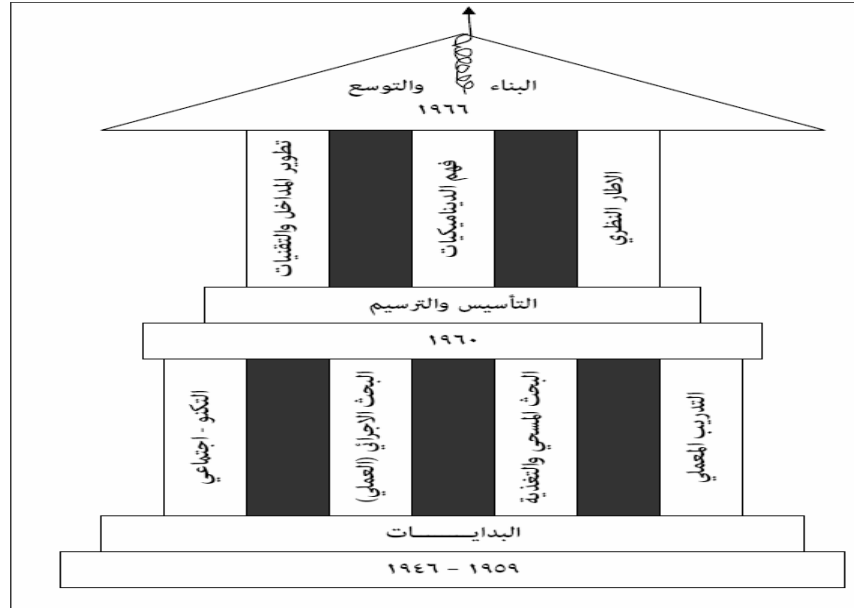 البناء والتوسع
١٩٦٦
الاطار النظري
فهم الديناميكيات
تطوير المداخل والتقنيات
التأسيس والترسيم
١٩٦٠
التدريب المعملي
البحث المسحي والتغذية
البحث الاجرائي (العملي)
التكنو - اجتماعي
البدايـــــــات
١٩٤٦ - ١٩٥٩